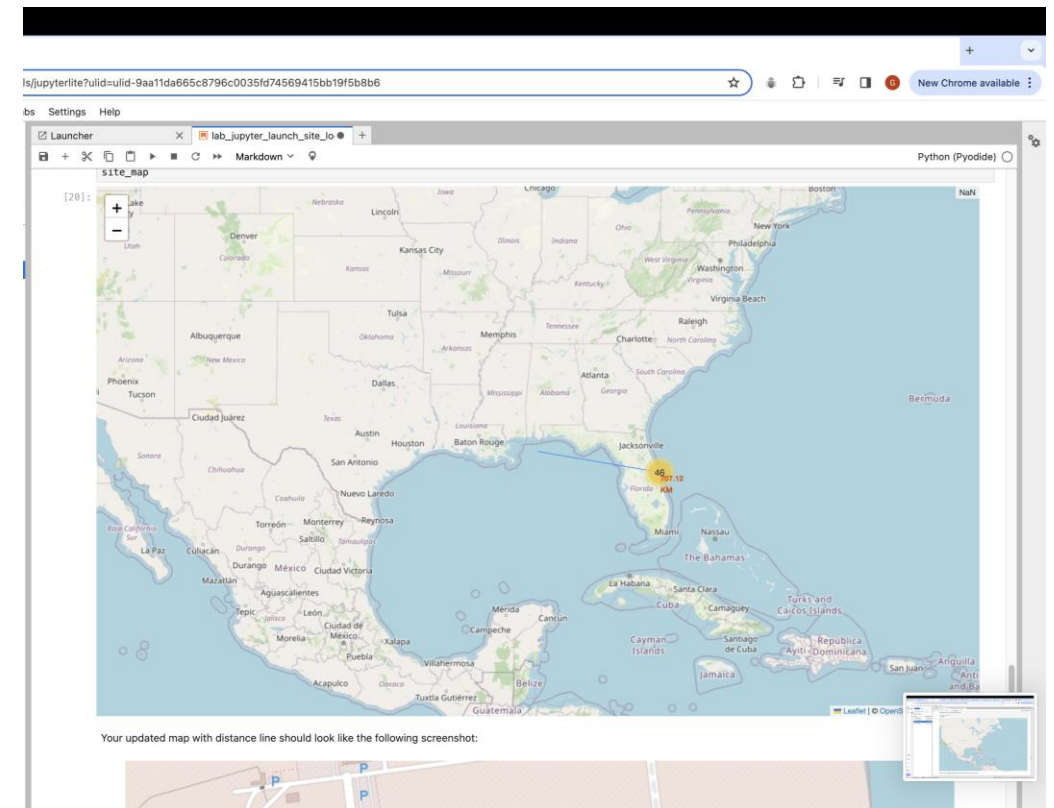 ls/jupyterlite?ulid=ulid-9aa11da665c8796c0035fd74569415bb19f5b8b6
G
New Chrome available
bs Settings Help
Launcher
lab_jupyter_launch_site_lo
Markdown
Python (Pyodide)
site_map
[20]:
+
−
NaN
Lake
Iowa
Chicago
Boston
Nebraska
Lincoln
Pennsylvania
New York
Ohio
Denver
Utah
Colorado
Kansas City
Illinois
Indiana
Philadelphia
West Virginia
Washington
Kansas
Missouri
Kentucky
Virginia
Virginia Beach
Tulsa
Albuquerque
Oklahoma
Memphis
Tennessee
Raleigh
Charlotte
North Carolina
Arkansas
Arizona
New Mexico
Phoenix
Tucson
Dallas
Atlanta
South Carolina
Mississippi
Alabama
Georgia
Bermuda
Ciudad Juárez
Texas
Louisiana
Austin
Houston
Baton Rouge
Jacksonville
Sonora
Chihuahua
San Antonio
46
707.12
KM
Florida
Coahuila
Nuevo Laredo
Baja California
Sur
Torreón
Monterrey
Reynosa
Saltillo
Tamaulipas
Miami
Nassau
La Paz
Culiacán
Durango
The Bahamas
Durango
México
Ciudad Victoria
Mazatlán
La Habana
Santa Clara
Aguascalientes
Cuba
Camagüey
Turks and
Caicos Islands
Tepic
Jalisco
León
Mérida
Cancún
Ciudad de
México
Campeche
Morelia
Xalapa
Cayman
Islands
Santiago
de Cuba
República
Dominicana
Ayiti
Puebla
Villahermosa
Jamaica
San Juan
Anguilla
Acapulco
Oaxaca
Belize
Tuxtla Gutiérrez
Guatemala
Leaflet | © OpenS
Your updated map with distance line should look like the following screenshot:
P
P